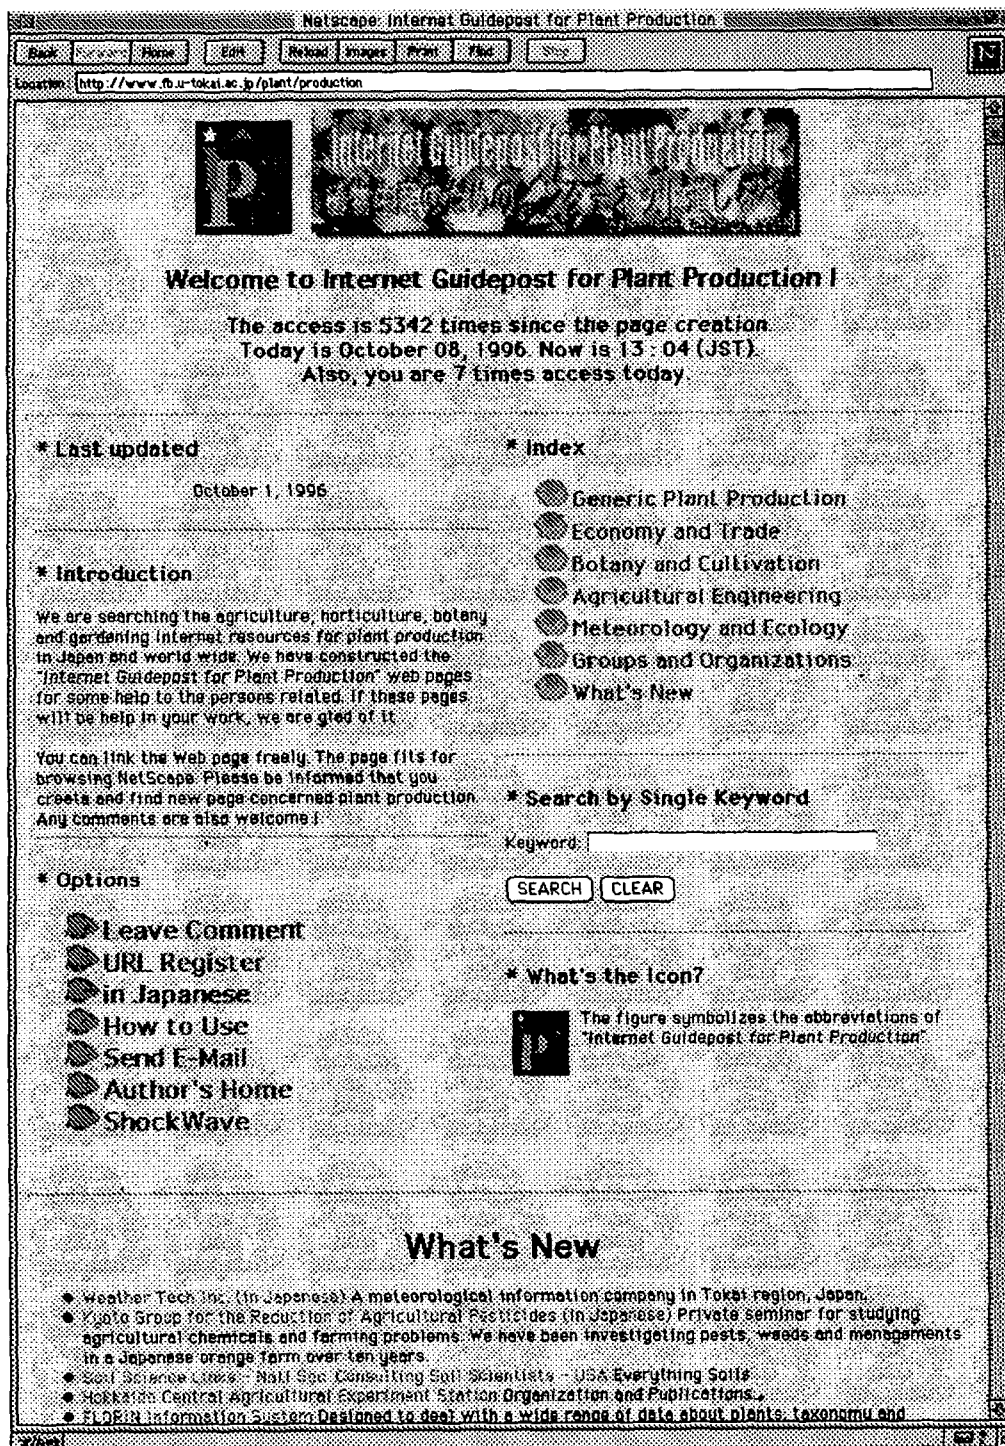 Netscape: Internet Guidepost for Plant Production
Back Forward Home Edit Reload Images Print Find Stop
N
Location: http://www.fb.u-tokai.ac.jp/plant/production
P
Internet Guidepost for Plant Production
Welcome to Internet Guidepost for Plant Production !
The access is 5342 times since the page creation.
Today is October 08, 1996. Now is 13 : 04 (JST).
Also, you are 7 times access today.
* Last updated
October 1, 1996
* Introduction
We are searching the agriculture, horticulture, botany
and gardening Internet resources for plant production
in Japan and world wide. We have constructed the
"Internet Guidepost for Plant Production" web pages
for some help to the persons related. If these pages
will be help in your work, we are glad of it.
You can link the Web page freely. The page fits for
browsing NetScape. Please be informed that you
create and find new page concerned plant production.
Any comments are also welcome !
* Options
Leave Comment
URL Register
in Japanese
How to Use
Send E-Mail
Author's Home
ShockWave
* Index
Generic Plant Production
Economy and Trade
Botany and Cultivation
Agricultural Engineering
Meteorology and Ecology
Groups and Organizations
What's New
* Search by Single Keyword
Keyword:
SEARCH CLEAR
* What's the Icon?
P
The figure symbolizes the abbreviations of
"Internet Guidepost for Plant Production".
What's New
Weather Tech Inc. (in Japanese) A meteorological information company in Tokai region, Japan.
Kyoto Group for the Reduction of Agricultural Pesticides (in Japanese) Private seminar for studying
agricultural chemicals and farming problems. We have been investigating pests, weeds and managements
in a Japanese orange farm over ten years.
Soil Science Links - Natl Soc. Consulting Soil Scientists - USA Everything Soils
Hokkaido Central Agricultural Experiment Station Organization and Publications.
FLORIN Information System Designed to deal with a wide range of data about plants: taxonomy and